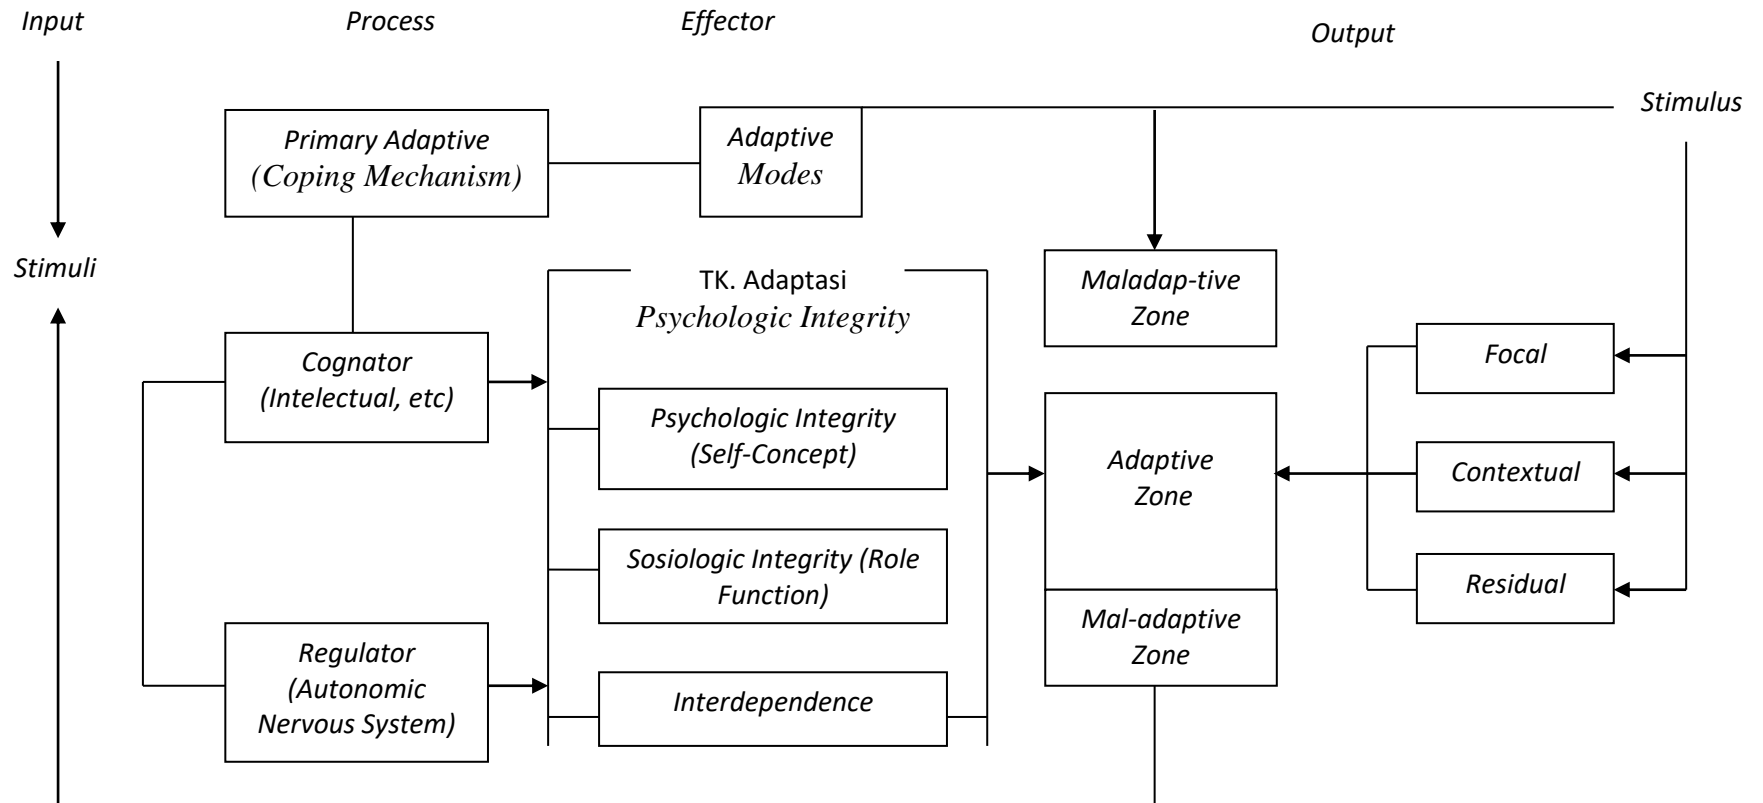 Input
Process
Effector
Output
Stimulus
Primary Adaptive
(Coping Mechanism)
Adaptive
Modes
Stimuli
TK. Adaptasi
Psychologic Integrity
Maladap-tive
Zone
Cognator
(Intelectual, etc)
Focal
Psychologic Integrity
(Self-Concept)
Adaptive
Zone
Contextual
Sosiologic Integrity (Role
Function)
Residual
Mal-adaptive
Zone
Regulator
(Autonomic
Nervous System)
Interdependence